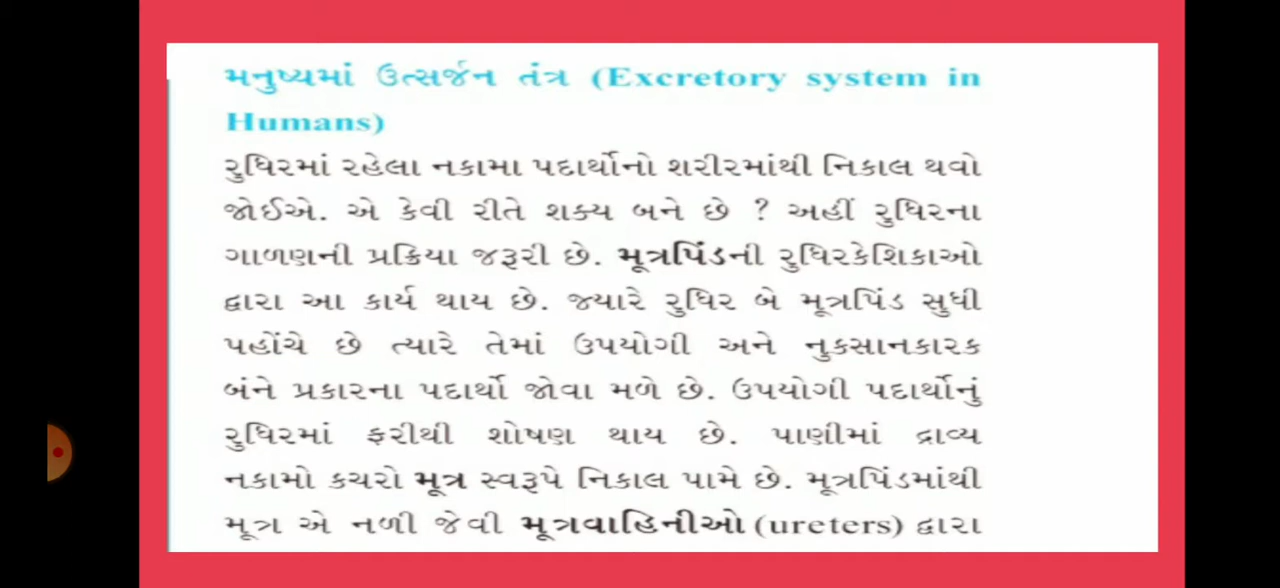 મનુષ્યમાં ઉત્સર્જન તંત્ર (Excretory system in
Humans)
રુધિરમાં રહેલા નકામા પદાર્થોનો શરીરમાંથી નિકાલ થવો
જોઈએ. એ કેવી રીતે શક્ય બને છે ? અહીં રુધિરના
ગાળણની પ્રક્રિયા જરૂરી છે. મૂત્રપિંડની રુધિરકેશિકાઓ
દ્વારા આ કાર્ય થાય છે. જ્યારે રુધિર બે મૂત્રપિંડ સુધી
પહોંચે છે ત્યારે તેમાં ઉપયોગી અને નુકસાનકારક
બંને પ્રકારના પદાર્થો જોવા મળે છે. ઉપયોગી પદાર્થોનું
રુધિરમાં ફરીથી શોષણ થાય છે. પાણીમાં દ્રાવ્ય
નકામો કચરો મૂત્ર સ્વરૂપે નિકાલ પામે છે. મૂત્રપિંડમાંથી
મૂત્ર એ નળી જેવી મૂત્રવાહિનીઓ (ureters) દ્વારા